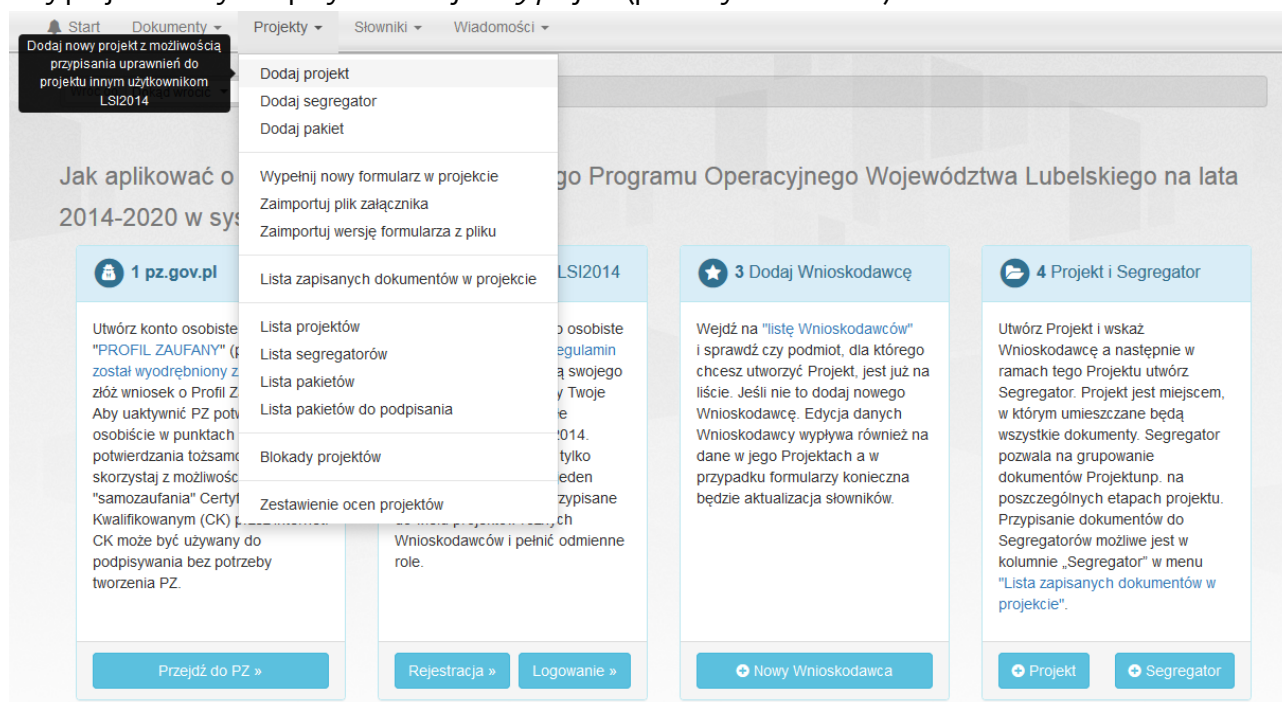 Start Dokumenty Projekty Słowniki Wiadomości
Dodaj nowy projekt z możliwością
przypisania uprawnień do
projektu innym użytkownikom
LSI2014
Dodaj projekt
Dodaj segregator
Dodaj pakiet
Wypełnij nowy formularz w projekcie
Zaimportuj plik załącznika
Zaimportuj wersję formularza z pliku
Lista zapisanych dokumentów w projekcie
Lista projektów
Lista segregatorów
Lista pakietów
Lista pakietów do podpisania
Blokady projektów
Zestawienie ocen projektów
Jak aplikować o go Programu Operacyjnego Województwa Lubelskiego na lata
2014-2020 w
1 pz.gov.pl
Utwórz konto osobiste
"PROFIL ZAUFANY"
został wyodrębniony z
złóż wniosek o Profil
Aby uaktywnić PZ
osobiście w punktach
potwierdzania
skorzystaj z
"samozaufania"
Kwalifikowanym (CK)
CK może być używany do
podpisywania bez potrzeby
tworzenia PZ.
Przejdź do PZ »
LSI2014
osobiste
egulamin
swojego
Twoje
2014.
tylko
eden
zypisane
Wnioskodawców i pełnić odmienne
role.
Rejestracja » Logowanie »
3 Dodaj Wnioskodawcę
Wejdź na "listę Wnioskodawców"
i sprawdź czy podmiot, dla którego
chcesz utworzyć Projekt, jest już na
liście. Jeśli nie to dodaj nowego
Wnioskodawcę. Edycja danych
Wnioskodawcy wypływa również na
dane w jego Projektach a w
przypadku formularzy konieczna
będzie aktualizacja słowników.
Nowy Wnioskodawca
4 Projekt i Segregator
Utwórz Projekt i wskaż
Wnioskodawcę a następnie w
ramach tego Projektu utwórz
Segregator. Projekt jest miejscem,
w którym umieszczane będą
wszystkie dokumenty. Segregator
pozwala na grupowanie
dokumentów Projektunp. na
poszczególnych etapach projektu.
Przypisanie dokumentów do
Segregatorów możliwe jest w
kolumnie „Segregator" w menu
"Lista zapisanych dokumentów w
projekcie".
Projekt Segregator